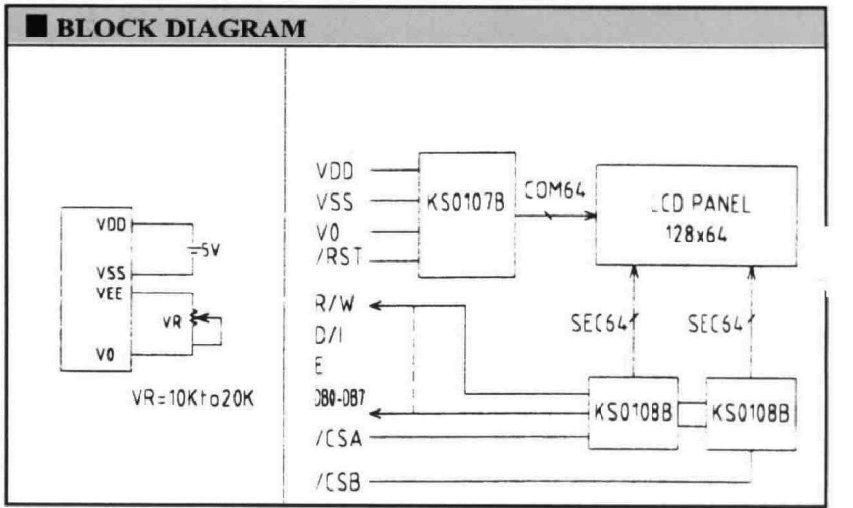 BLOCK DIAGRAM
VDD
5V
VSS
VEE
VR
V0
VR=10Kto20K
VDD
VSS
V0
/RST
KS0107B
COM64
LCD PANEL
128x64
R/W
D/I
E
DB0-DB7
/CSA
/CSB
SEC64
SEC64
KS0108B
KS0108B